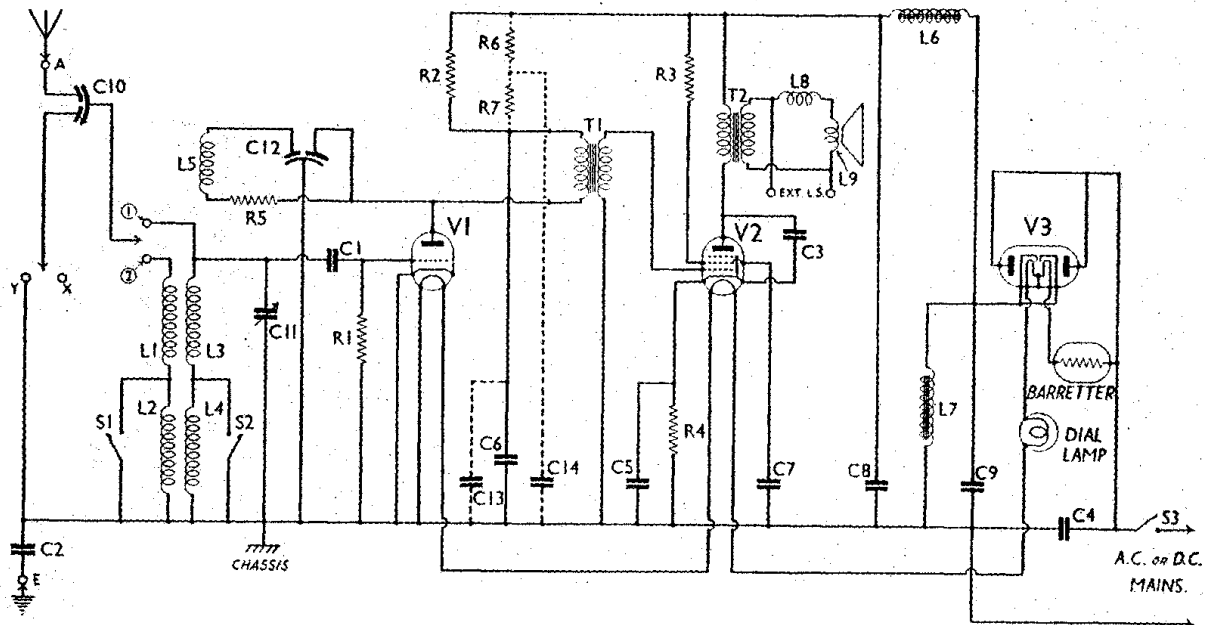 A
C10
L5
C12
R5
①
②
Y
X
L1
L3
L2
L4
S1
S2
C2
E
C11
CHASSIS
C1
R1
V1
R2
R6
R7
T1
C13
C6
C14
R3
T2
L8
L9
EXT. L.S.
V2
C3
C5
R4
C7
C8
L6
L7
C9
V3
BARRETTER
DIAL
LAMP
C4
S3
A.C. OR D.C.
MAINS.